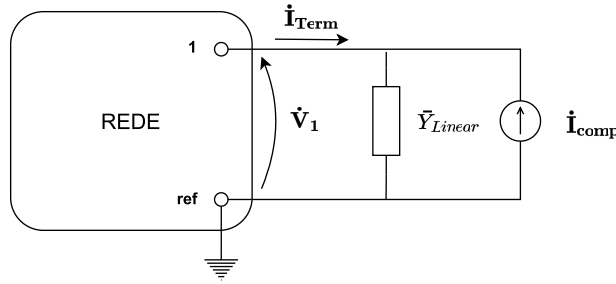 İ_Term
1
REDE
V̇_1
Ȳ_Linear
İ_comp
ref